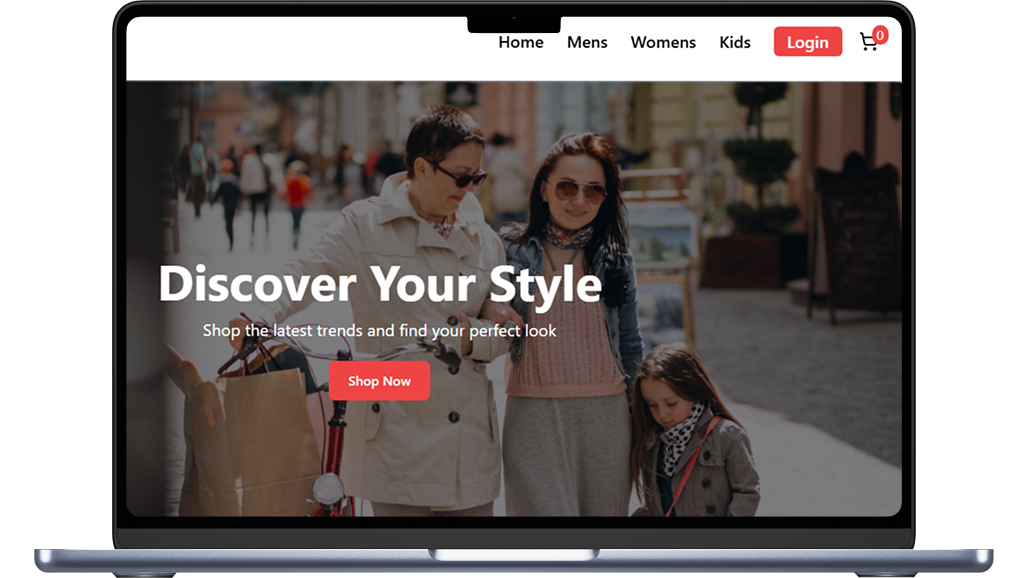 Home Mens Womens Kids Login 0
Discover Your Style
Shop the latest trends and find your perfect look
Shop Now